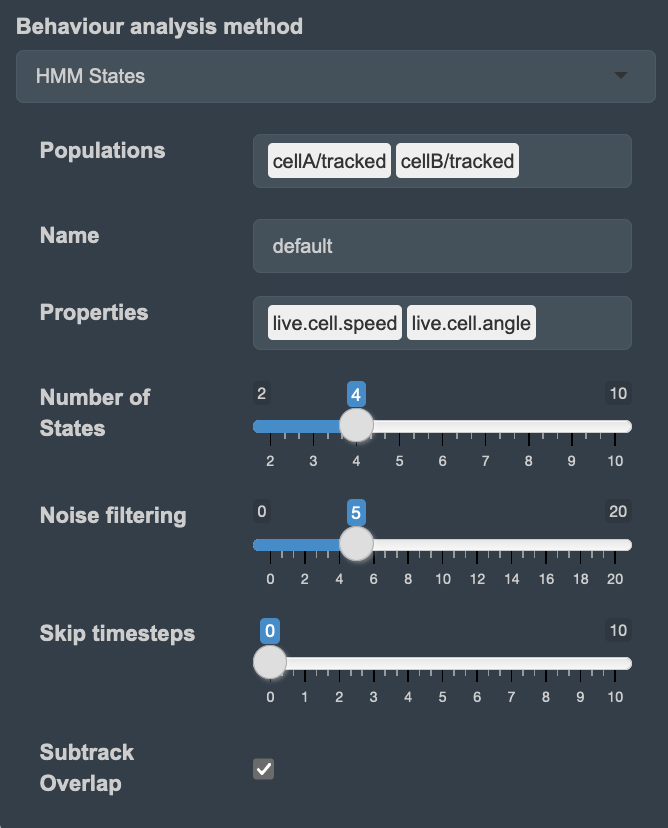 Behaviour analysis method
HMM States
Populations
cellA/tracked cellB/tracked
Name
default
Properties
live.cell.speed live.cell.angle
Number of
States
2 4 10
2 3 4 5 6 7 8 9 10
Noise filtering
0 5 20
0 2 4 6 8 10 12 14 16 18 20
Skip timesteps
0 10
0 1 2 3 4 5 6 7 8 9 10
Subtrack
Overlap